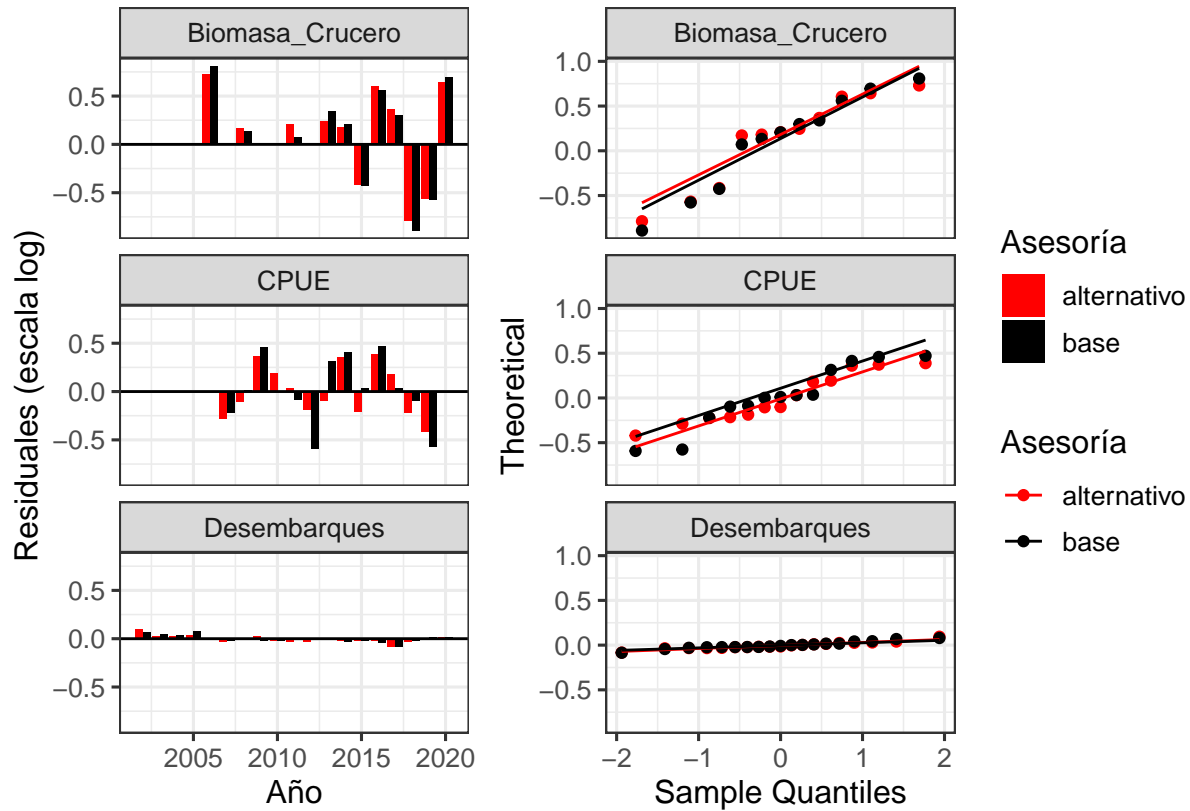 Biomasa_Crucero
0.5
0.0
−0.5
CPUE
0.5
0.0
−0.5
Desembarques
0.5
0.0
−0.5
2005 2010 2015 2020
Año
Residuales (escala log)
Biomasa_Crucero
1.0
0.5
0.0
−0.5
CPUE
1.0
0.5
0.0
−0.5
Desembarques
1.0
0.5
0.0
−0.5
−2 −1 0 1 2
Sample Quantiles
Theoretical
Asesoría
alternativo
base
Asesoría
alternativo
base